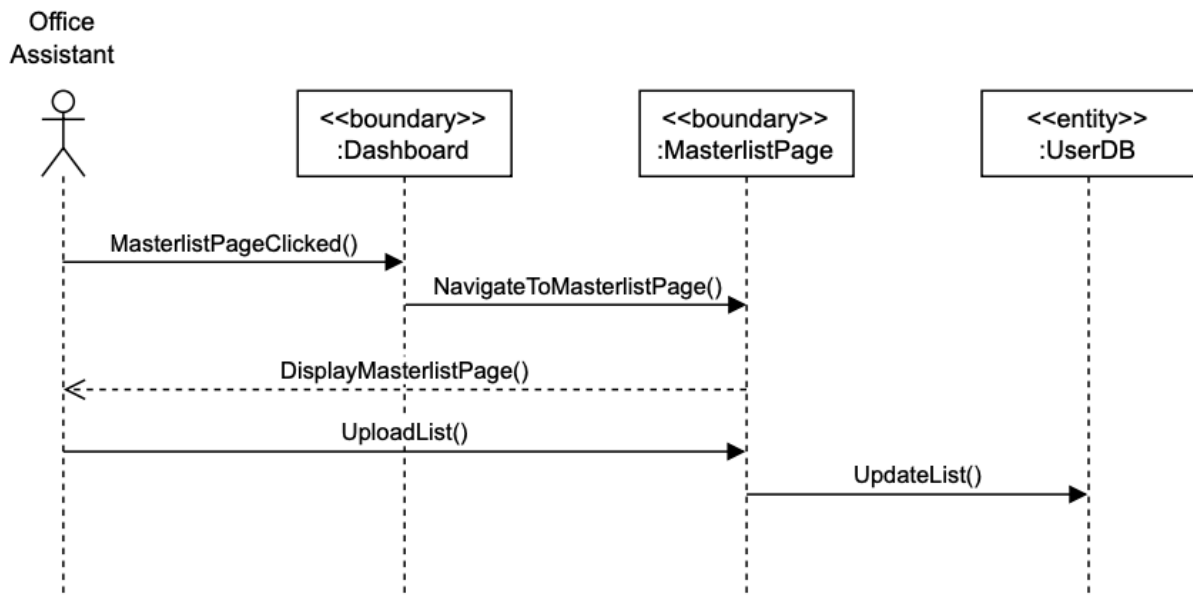 Office
Assistant
<<boundary>>
:Dashboard
<<boundary>>
:MasterlistPage
<<entity>>
:UserDB
MasterlistPageClicked()
NavigateToMasterlistPage()
DisplayMasterlistPage()
UploadList()
UpdateList()